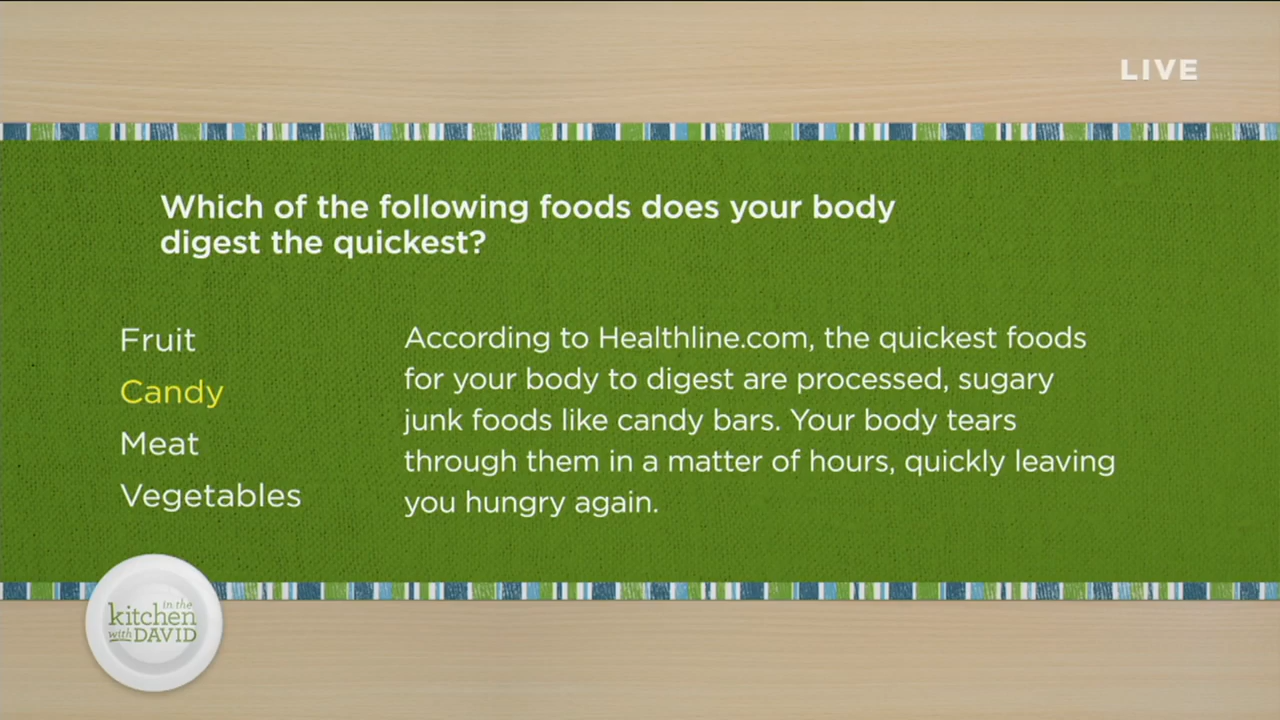 LIVE
Which of the following foods does your body
digest the quickest?
Fruit
Candy
Meat
Vegetables
According to Healthline.com, the quickest foods
for your body to digest are processed, sugary
junk foods like candy bars. Your body tears
through them in a matter of hours, quickly leaving
you hungry again.
in the
kitchen
with DAVID